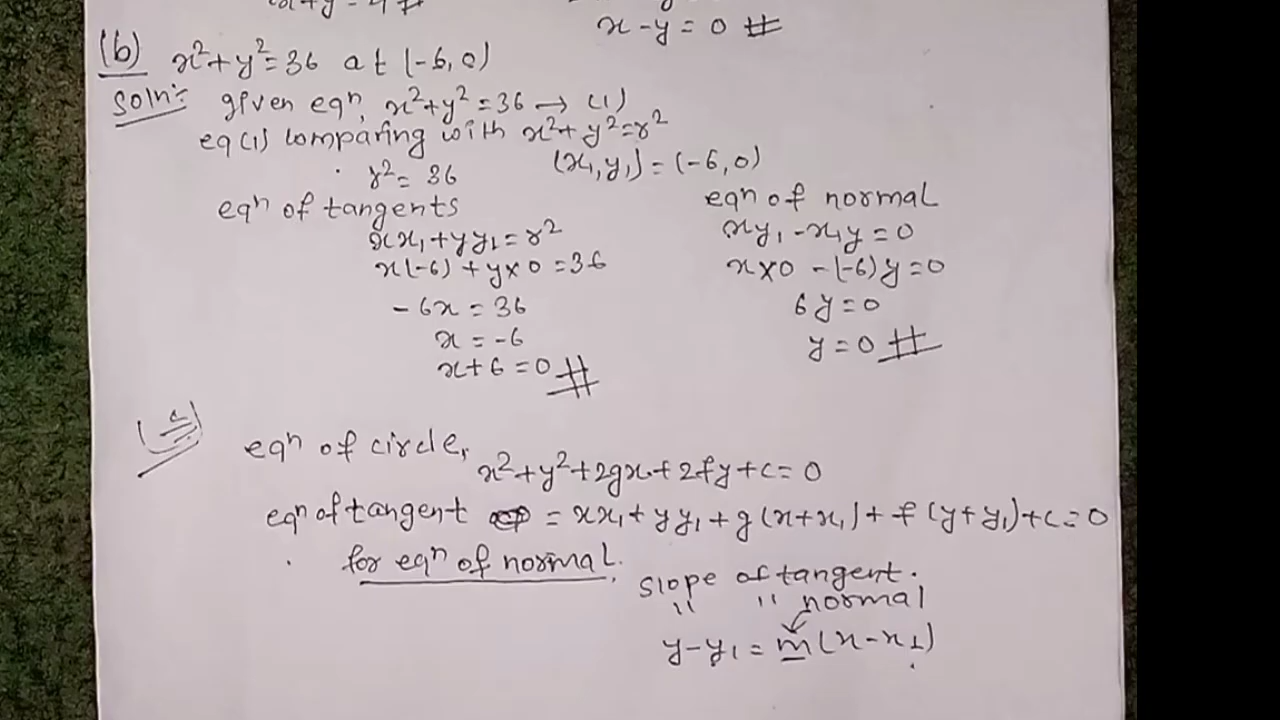 x - y = 0 #
(b) x² + y² = 36 at (-6, 0)
Soln:- given eqn, x² + y² = 36 → (1)
eq (1) comparing with x² + y² = r²
r² = 36
(x₁, y₁) = (-6, 0)
eqn of tangents
xx₁ + yy₁ = r²
x(-6) + y×0 = 36
-6x = 36
x = -6
x + 6 = 0 #
eqn of normal
xy₁ - x₁y = 0
x×0 - (-6)y = 0
6y = 0
y = 0 #
eqn of circle,
x² + y² + 2gx + 2fy + c = 0
eqn of tangent = xx₁ + yy₁ + g(x+x₁) + f(y+y₁) + c = 0
for eqn of normal.
slope of tangent.
" " normal
y - y₁ = m(x - x₁)